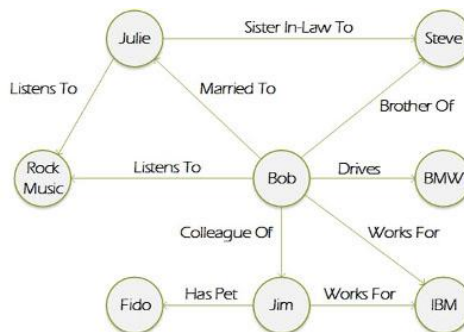 Julie
Sister In-Law To
Steve
Listens To
Married To
Brother Of
Rock
Music
Listens To
Bob
Drives
BMW
Colleague Of
Works For
Fido
Has Pet
Jim
Works For
IBM